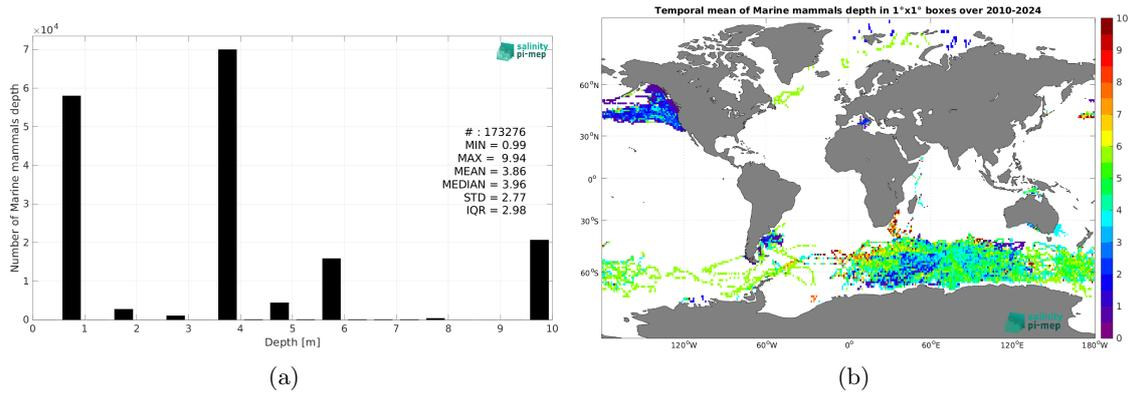 ×10⁴
7
6
5
4
3
2
1
0
Number of Marine mammals depth
salinity
pi-mep
# : 173276
MIN = 0.99
MAX = 9.94
MEAN = 3.86
MEDIAN = 3.96
STD = 2.77
IQR = 2.98
0 1 2 3 4 5 6 7 8 9 10
Depth [m]
(a)
Temporal mean of Marine mammals depth in 1°x1° boxes over 2010-2024
60°N
30°N
0°
30°S
60°S
120°W 60°W 0° 60°E 120°E 180°W
salinity
pi-mep
10
9
8
7
6
5
4
3
2
1
0
(b)